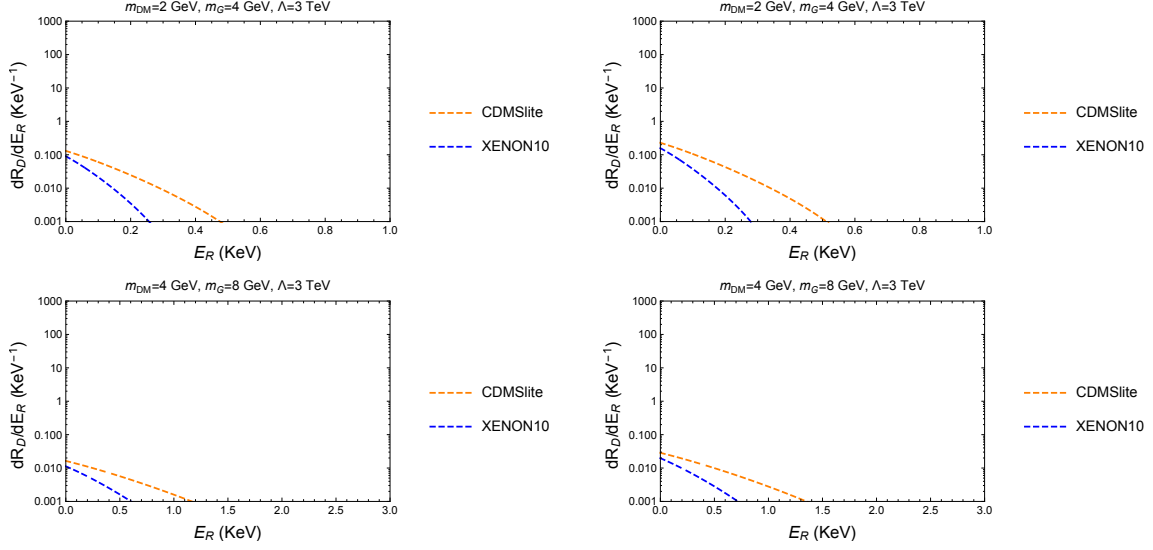 m_DM=2 GeV, m_G=4 GeV, Λ=3 TeV
1000
100
10
1
0.100
0.010
0.001
0.0 0.2 0.4 0.6 0.8 1.0
dR_D/dE_R (KeV⁻¹)
E_R (KeV)
CDMSlite
XENON10
m_DM=2 GeV, m_G=4 GeV, Λ=3 TeV
1000
100
10
1
0.100
0.010
0.001
0.0 0.2 0.4 0.6 0.8 1.0
dR_D/dE_R (KeV⁻¹)
E_R (KeV)
CDMSlite
XENON10
m_DM=4 GeV, m_G=8 GeV, Λ=3 TeV
1000
100
10
1
0.100
0.010
0.001
0.0 0.5 1.0 1.5 2.0 2.5 3.0
dR_D/dE_R (KeV⁻¹)
E_R (KeV)
CDMSlite
XENON10
m_DM=4 GeV, m_G=8 GeV, Λ=3 TeV
1000
100
10
1
0.100
0.010
0.001
0.0 0.5 1.0 1.5 2.0 2.5 3.0
dR_D/dE_R (KeV⁻¹)
E_R (KeV)
CDMSlite
XENON10